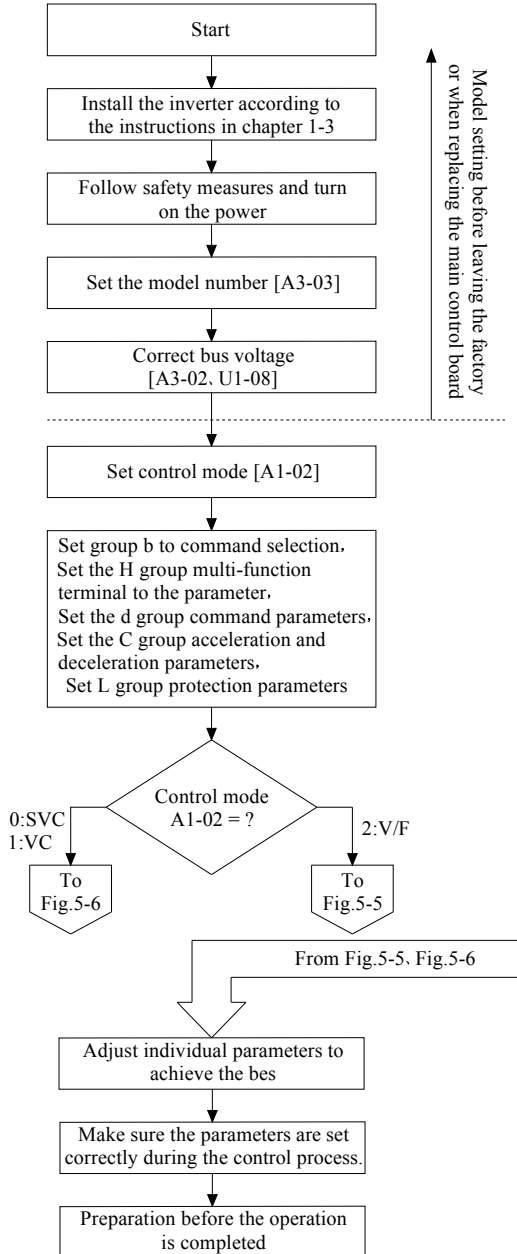 Start
Install the inverter according to
the instructions in chapter 1-3
Follow safety measures and turn
on the power
Set the model number [A3-03]
Correct bus voltage
[A3-02、U1-08]
Model setting before leaving the factory
or when replacing the main control board
Set control mode [A1-02]
Set group b to command selection，
Set the H group multi-function
terminal to the parameter，
Set the d group command parameters，
Set the C group acceleration and
deceleration parameters，
Set L group protection parameters
Control mode
A1-02 = ?
0:SVC
1:VC
2:V/F
To
Fig.5-6
To
Fig.5-5
From Fig.5-5、Fig.5-6
Adjust individual parameters to
achieve the bes
Make sure the parameters are set
correctly during the control process.
Preparation before the operation
is completed